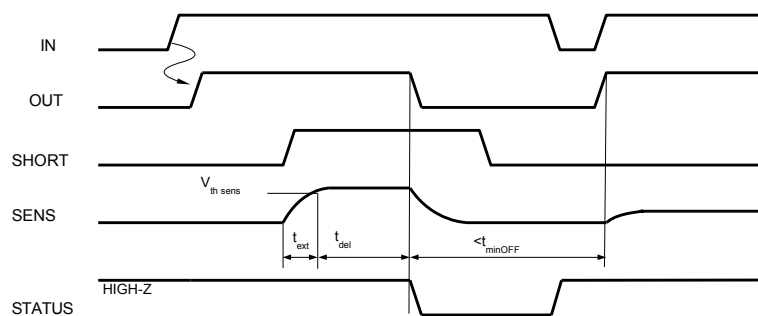 IN
OUT
SHORT
V th sens
SENS
t ext
t del
<t minOFF
HIGH-Z
STATUS